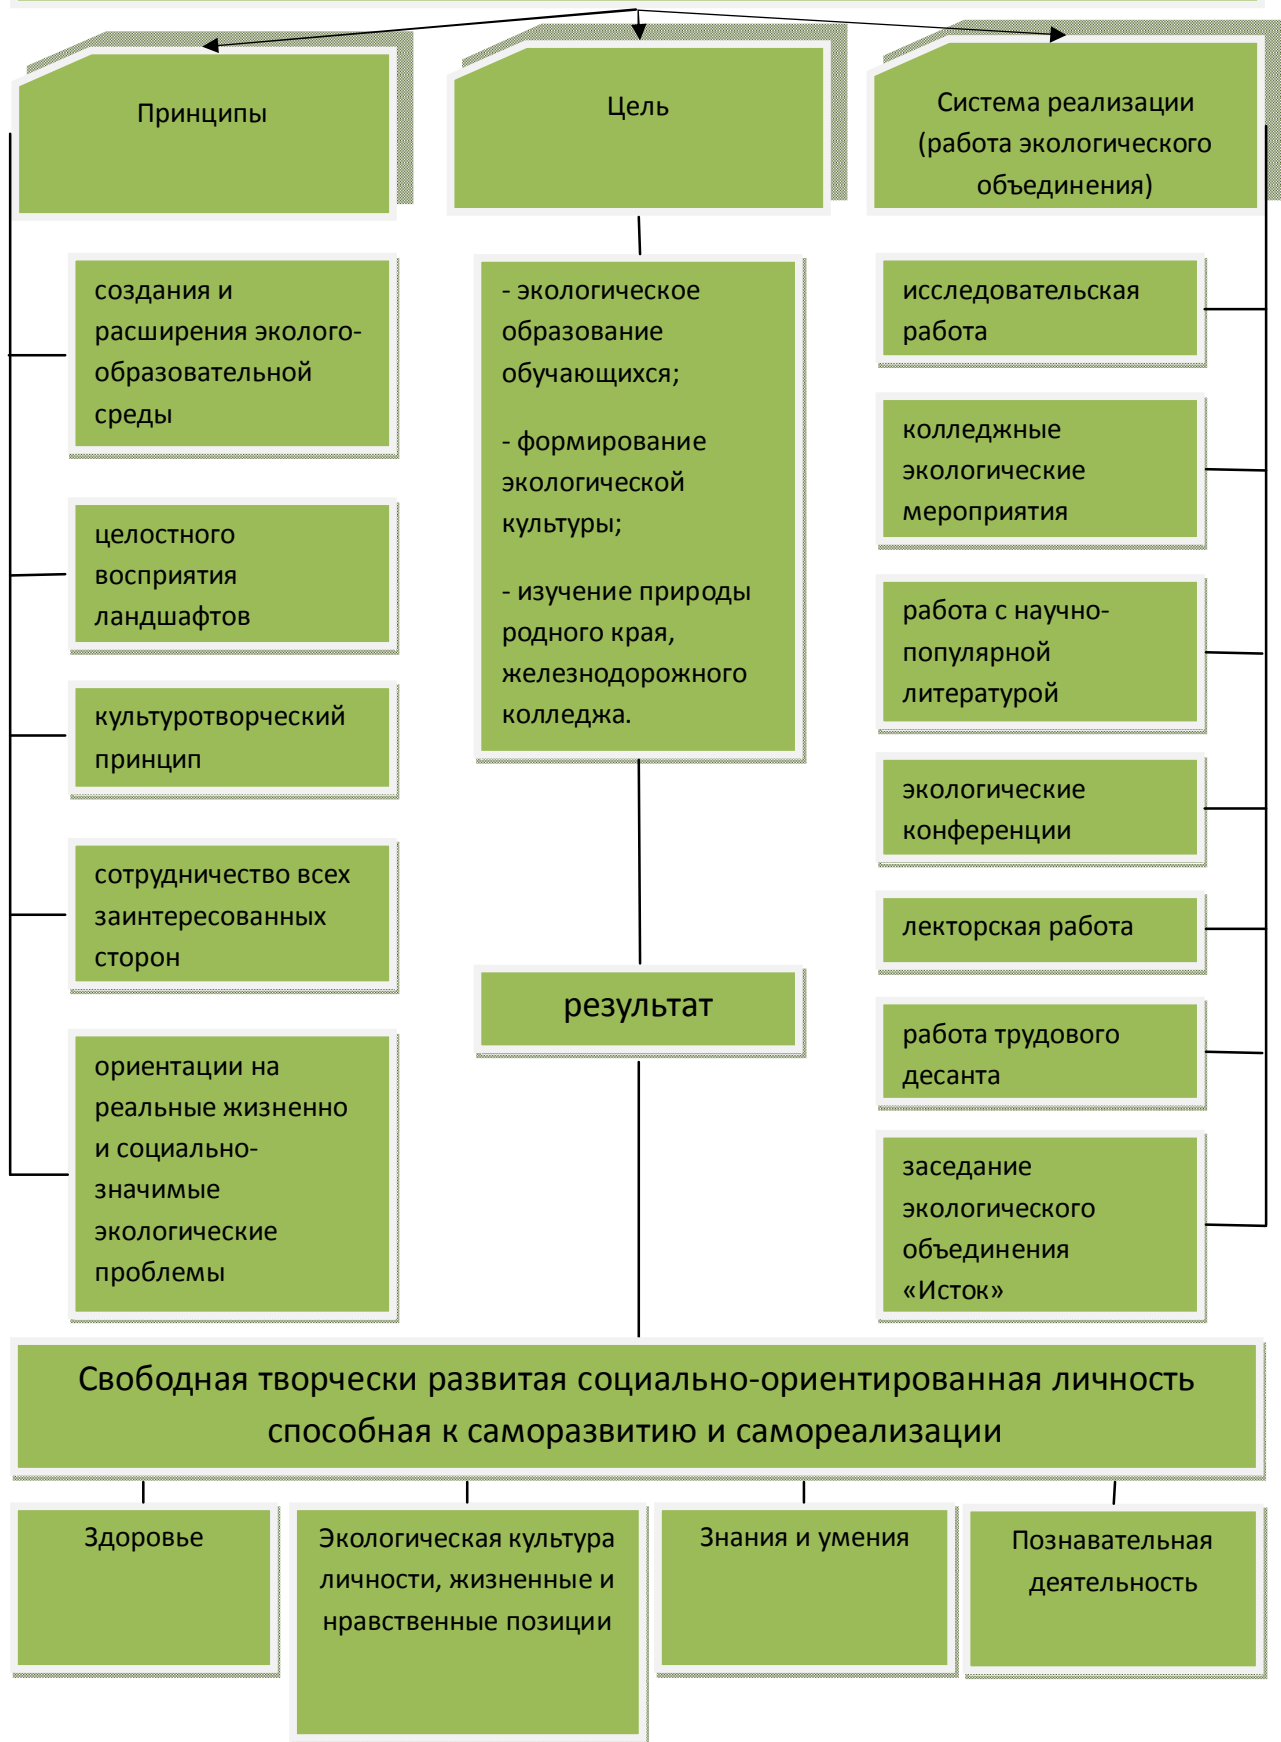 Принципы
Цель
Система реализации
(работа экологического
объединения)
создания и
расширения эколого-
образовательной
среды
целостного
восприятия
ландшафтов
культуротворческий
принцип
сотрудничество всех
заинтересованных
сторон
ориентации на
реальные жизненно
и социально-
значимые
экологические
проблемы
- экологическое
образование
обучающихся;
- формирование
экологической
культуры;
- изучение природы
родного края,
железнодорожного
колледжа.
результат
исследовательская
работа
колледжные
экологические
мероприятия
работа с научно-
популярной
литературой
экологические
конференции
лекторская работа
работа трудового
десанта
заседание
экологического
объединения
«Исток»
Свободная творчески развитая социально-ориентированная личность
способная к саморазвитию и самореализации
Здоровье
Экологическая культура
личности, жизненные и
нравственные позиции
Знания и умения
Познавательная
деятельность